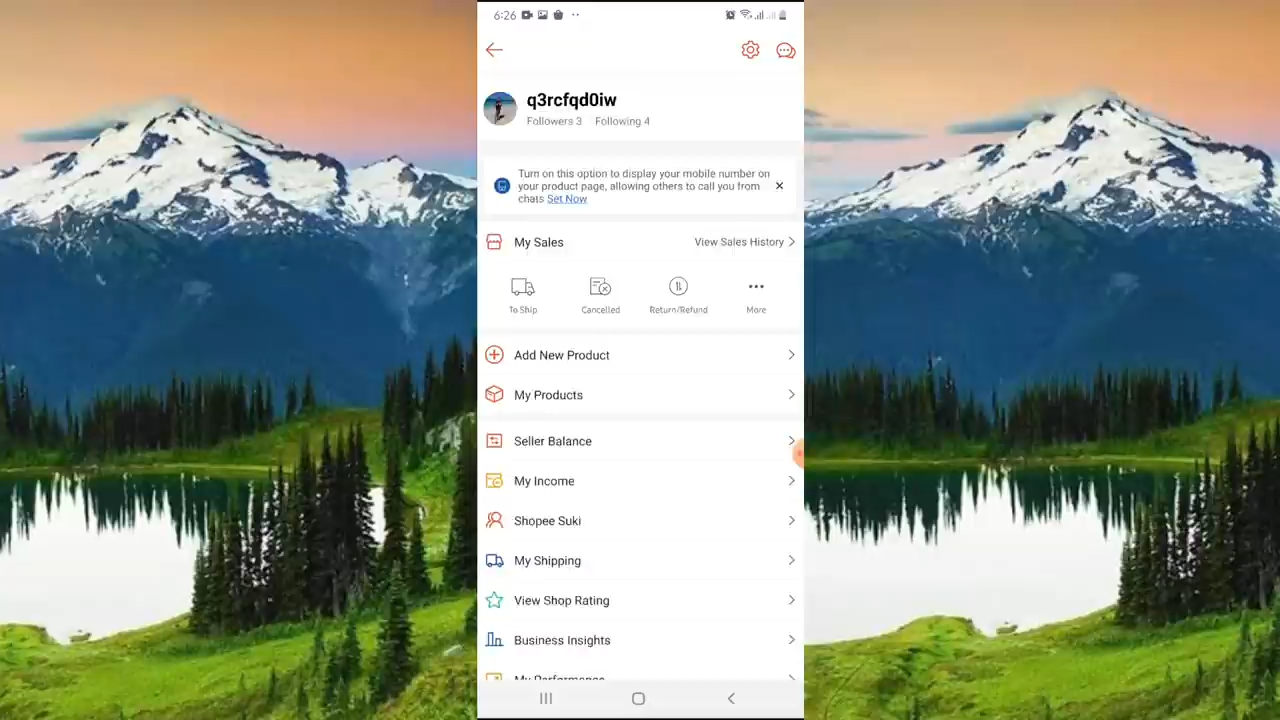 6:26
q3rcfqd0iw
Followers 3 Following 4
Turn on this option to display your mobile number on
your product page, allowing others to call you from
chats Set Now
My Sales
View Sales History
To Ship
Cancelled
Return/Refund
More
Add New Product
My Products
Seller Balance
My Income
Shopee Suki
My Shipping
View Shop Rating
Business Insights
My Performance